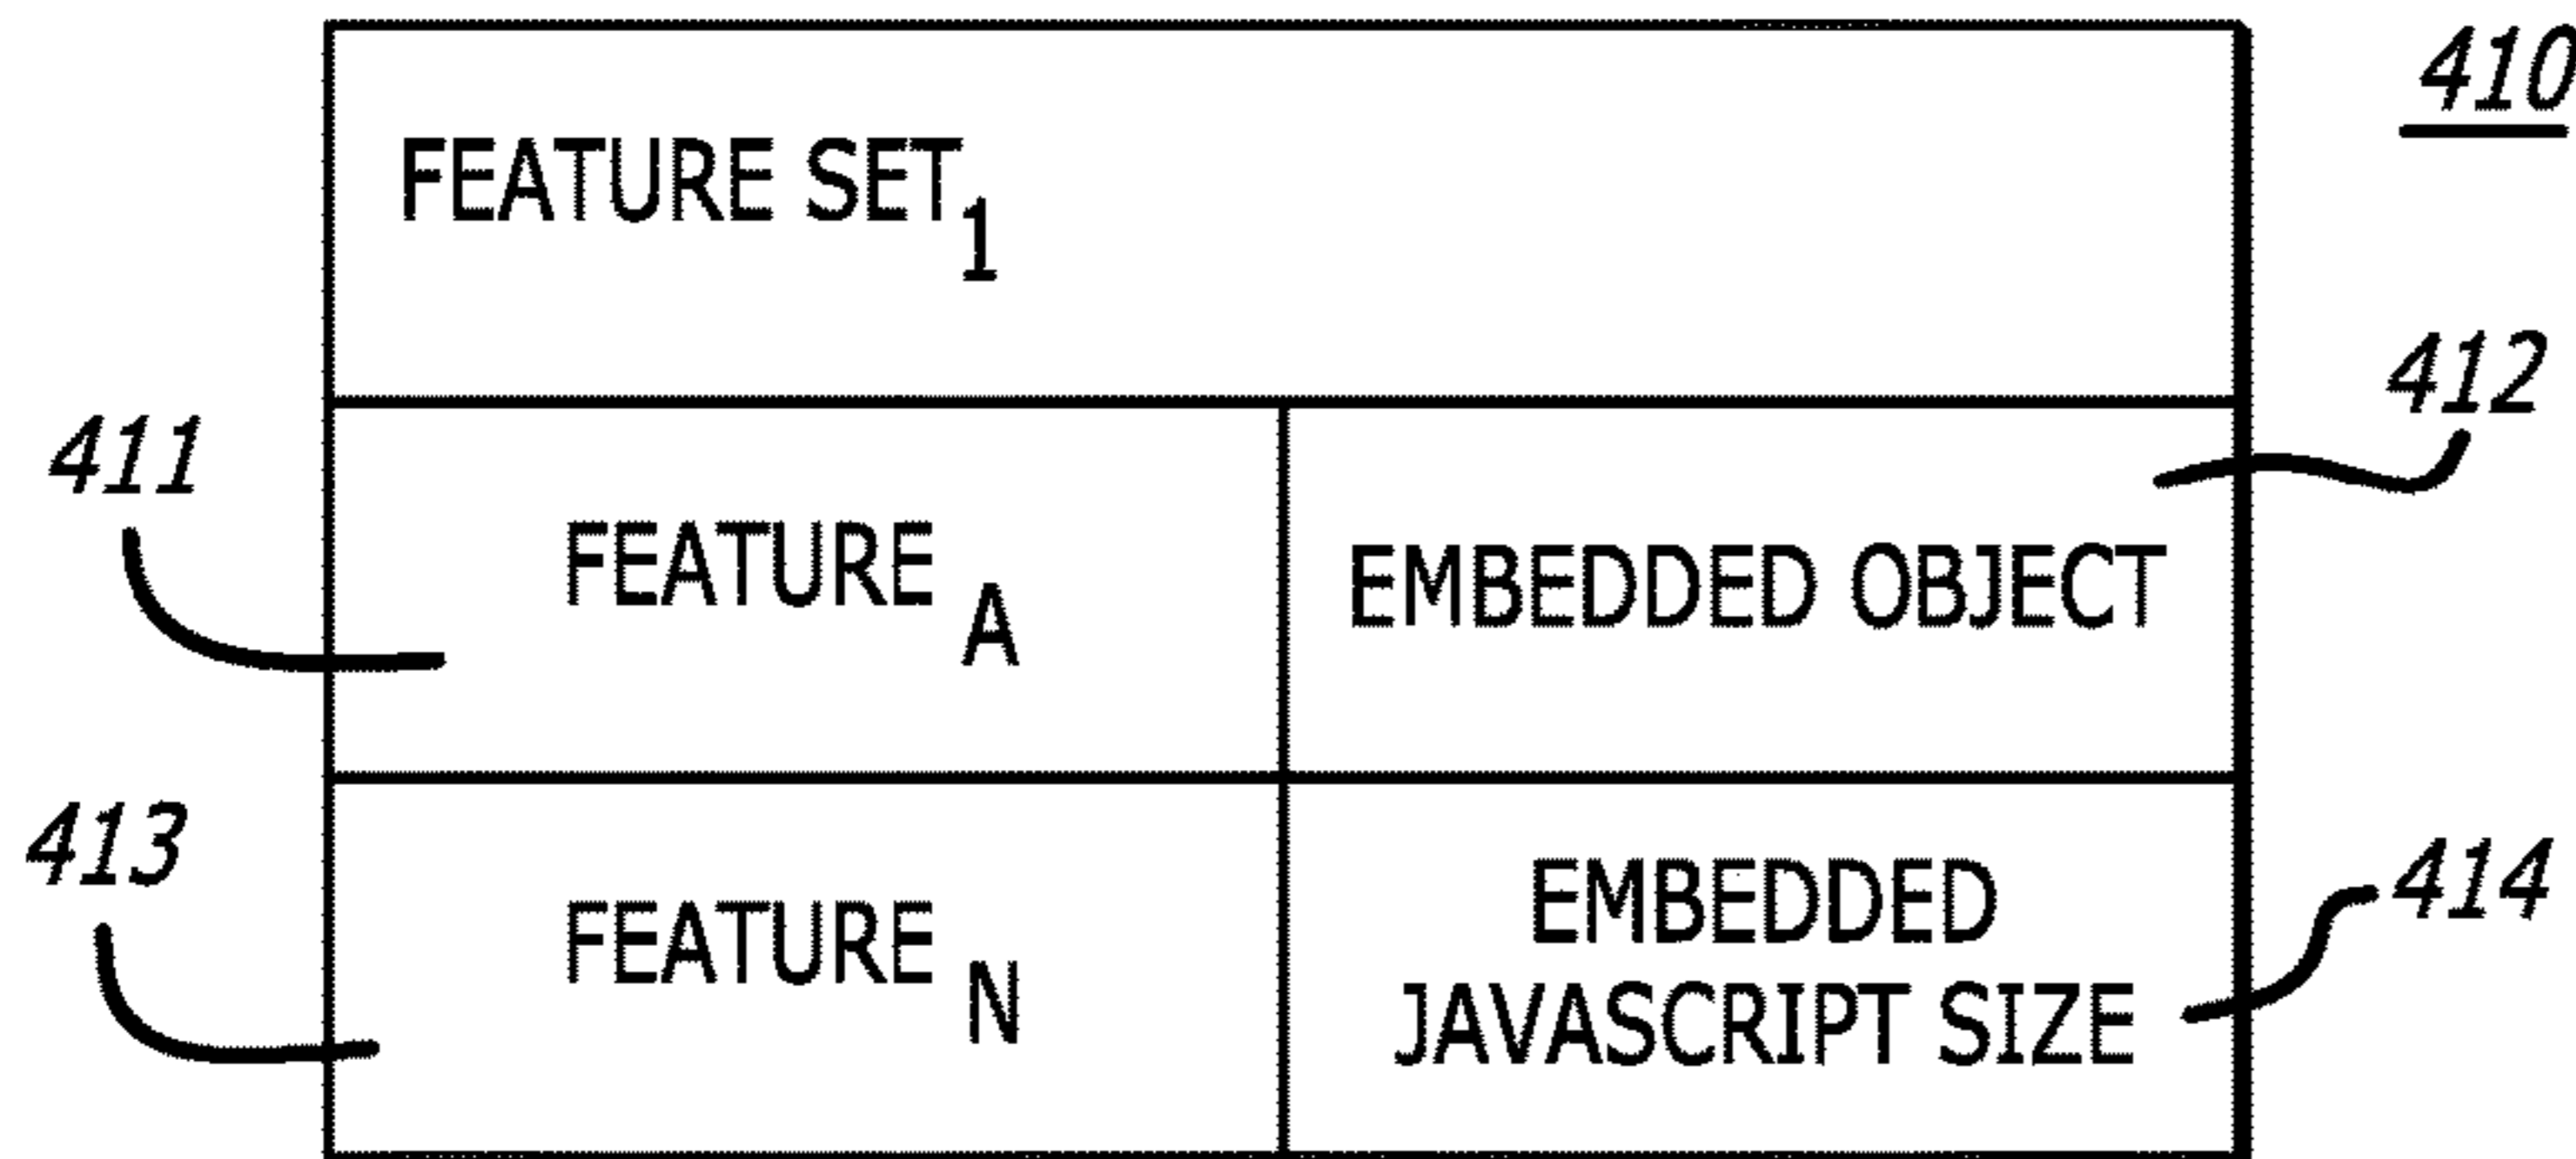 410
FEATURE SET1
412
411
FEATURE A
EMBEDDED OBJECT
413
FEATURE N
EMBEDDED
JAVASCRIPT SIZE
414